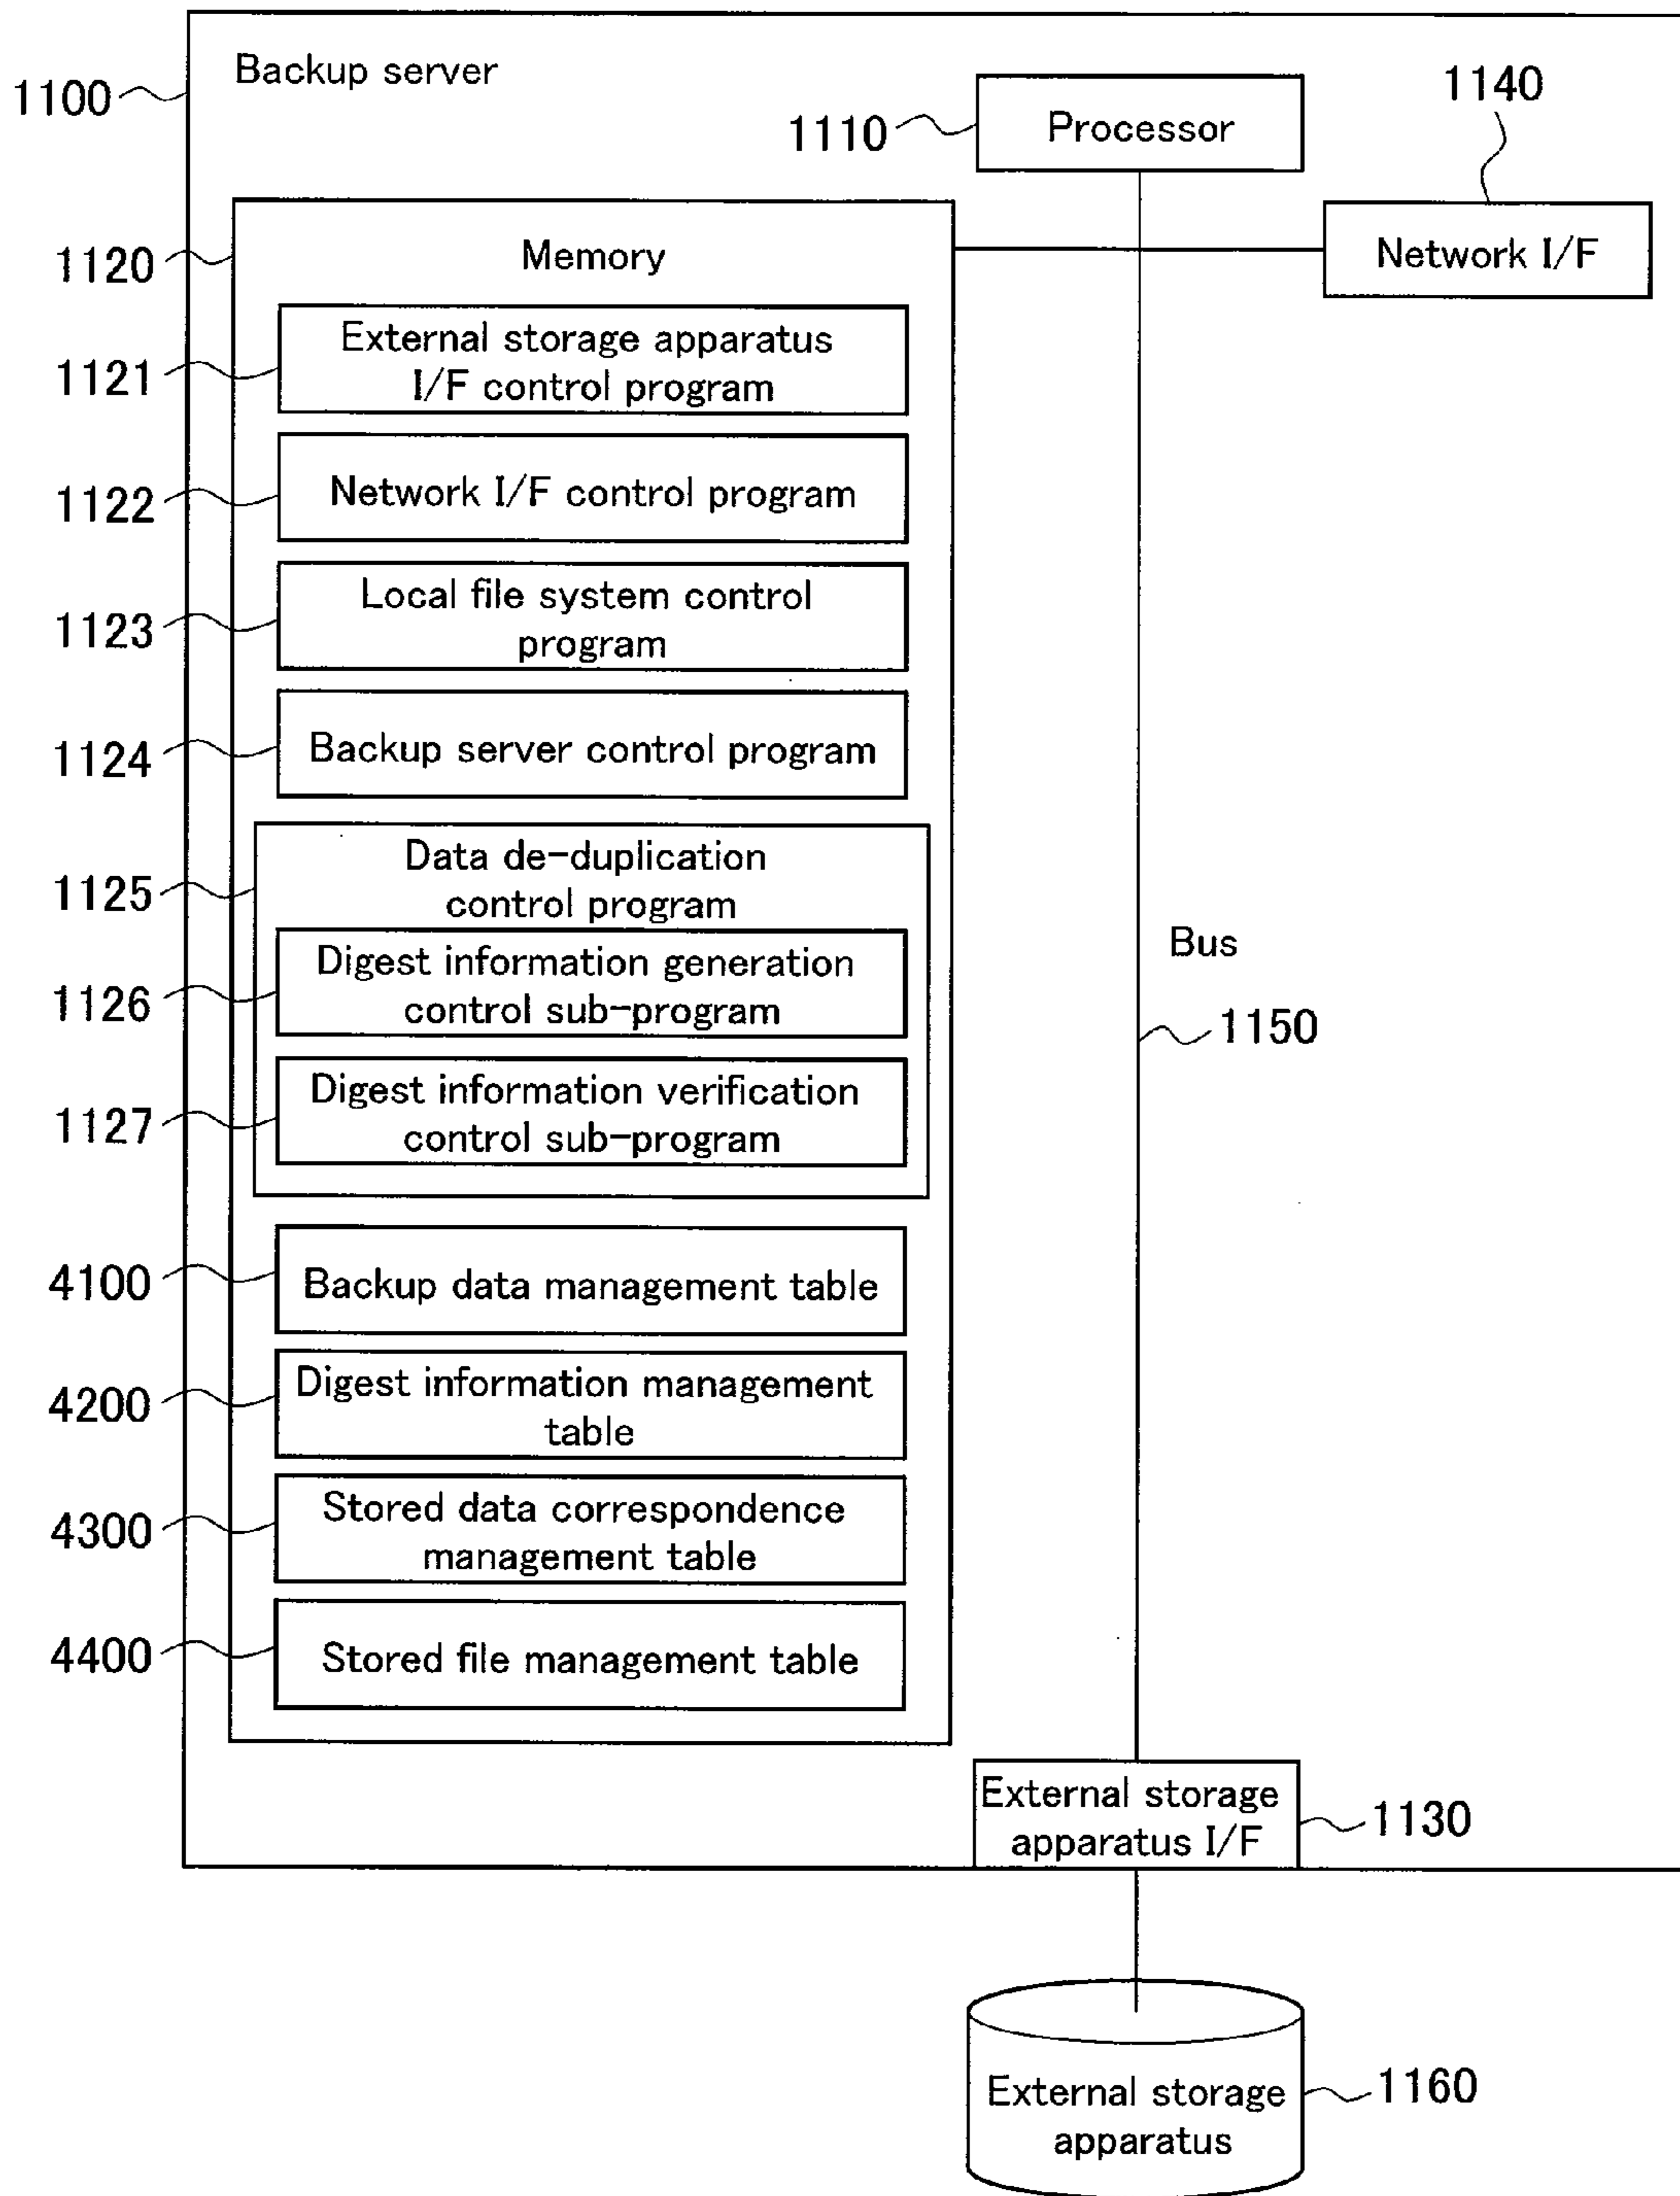 Backup server
1100
1110
Processor
1140
Network I/F
1120
Memory
1121
External storage apparatus
I/F control program
1122
Network I/F control program
1123
Local file system control
program
1124
Backup server control program
1125
Data de-duplication
control program
1126
Digest information generation
control sub-program
1127
Digest information verification
control sub-program
Bus
1150
4100
Backup data management table
4200
Digest information management
table
4300
Stored data correspondence
management table
4400
Stored file management table
External storage
apparatus I/F
1130
External storage
apparatus
1160